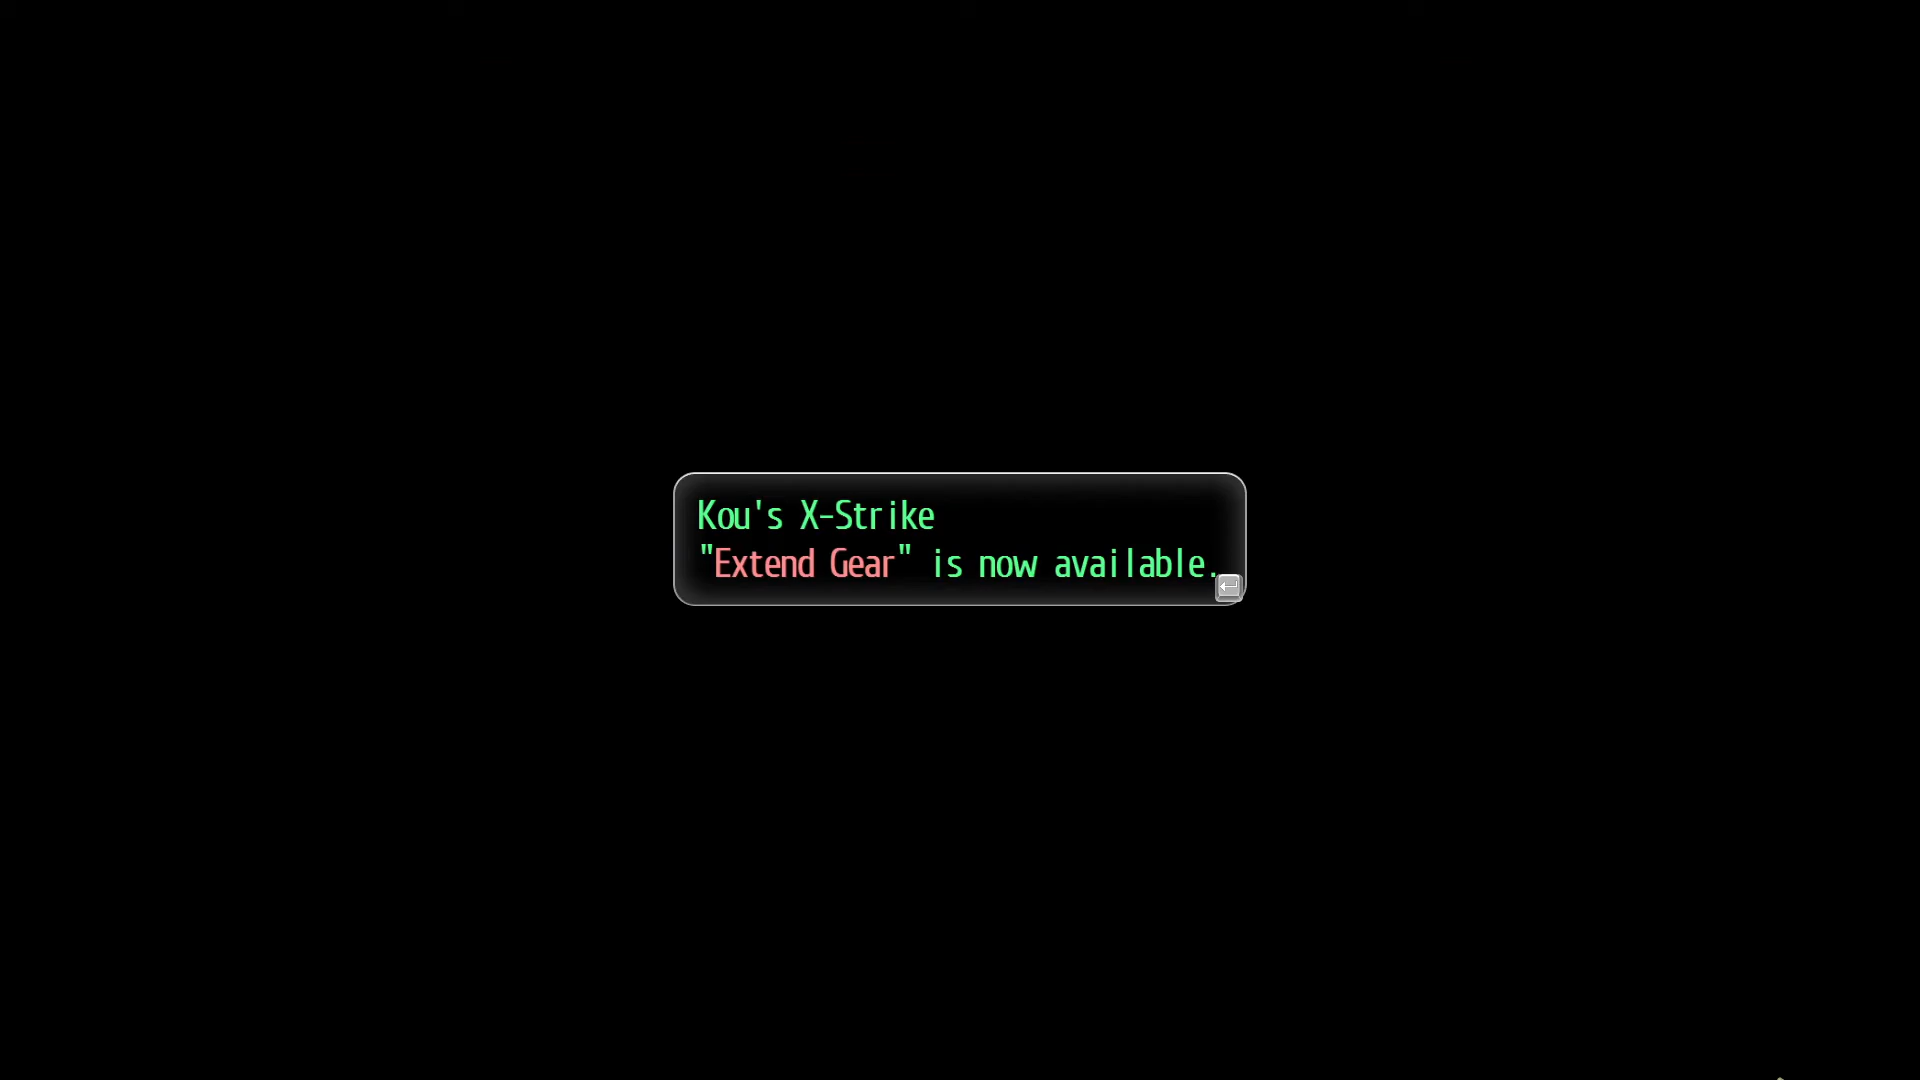 Kou's X-Strike
"Extend Gear" is now available.